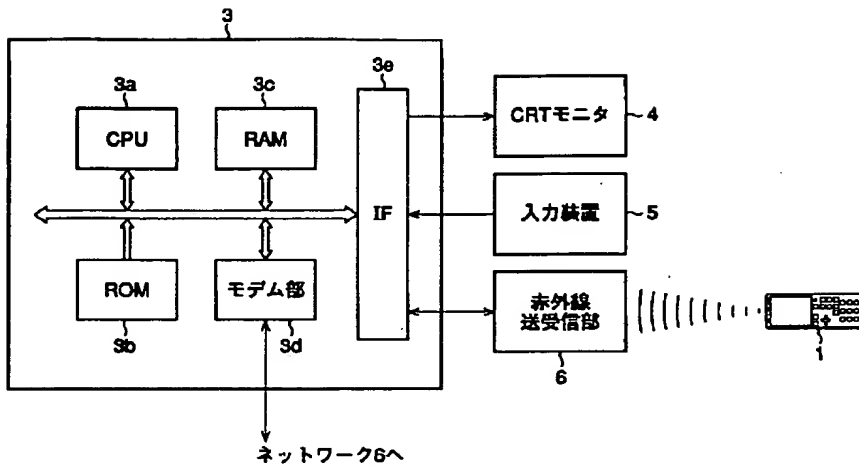 3
3a
3c
3e
CPU
RAM
CRTモニタ
4
IF
入力装置
5
ROM
モデム部
赤外線
送受信部
3b
3d
6
1
ネットワーク6へ